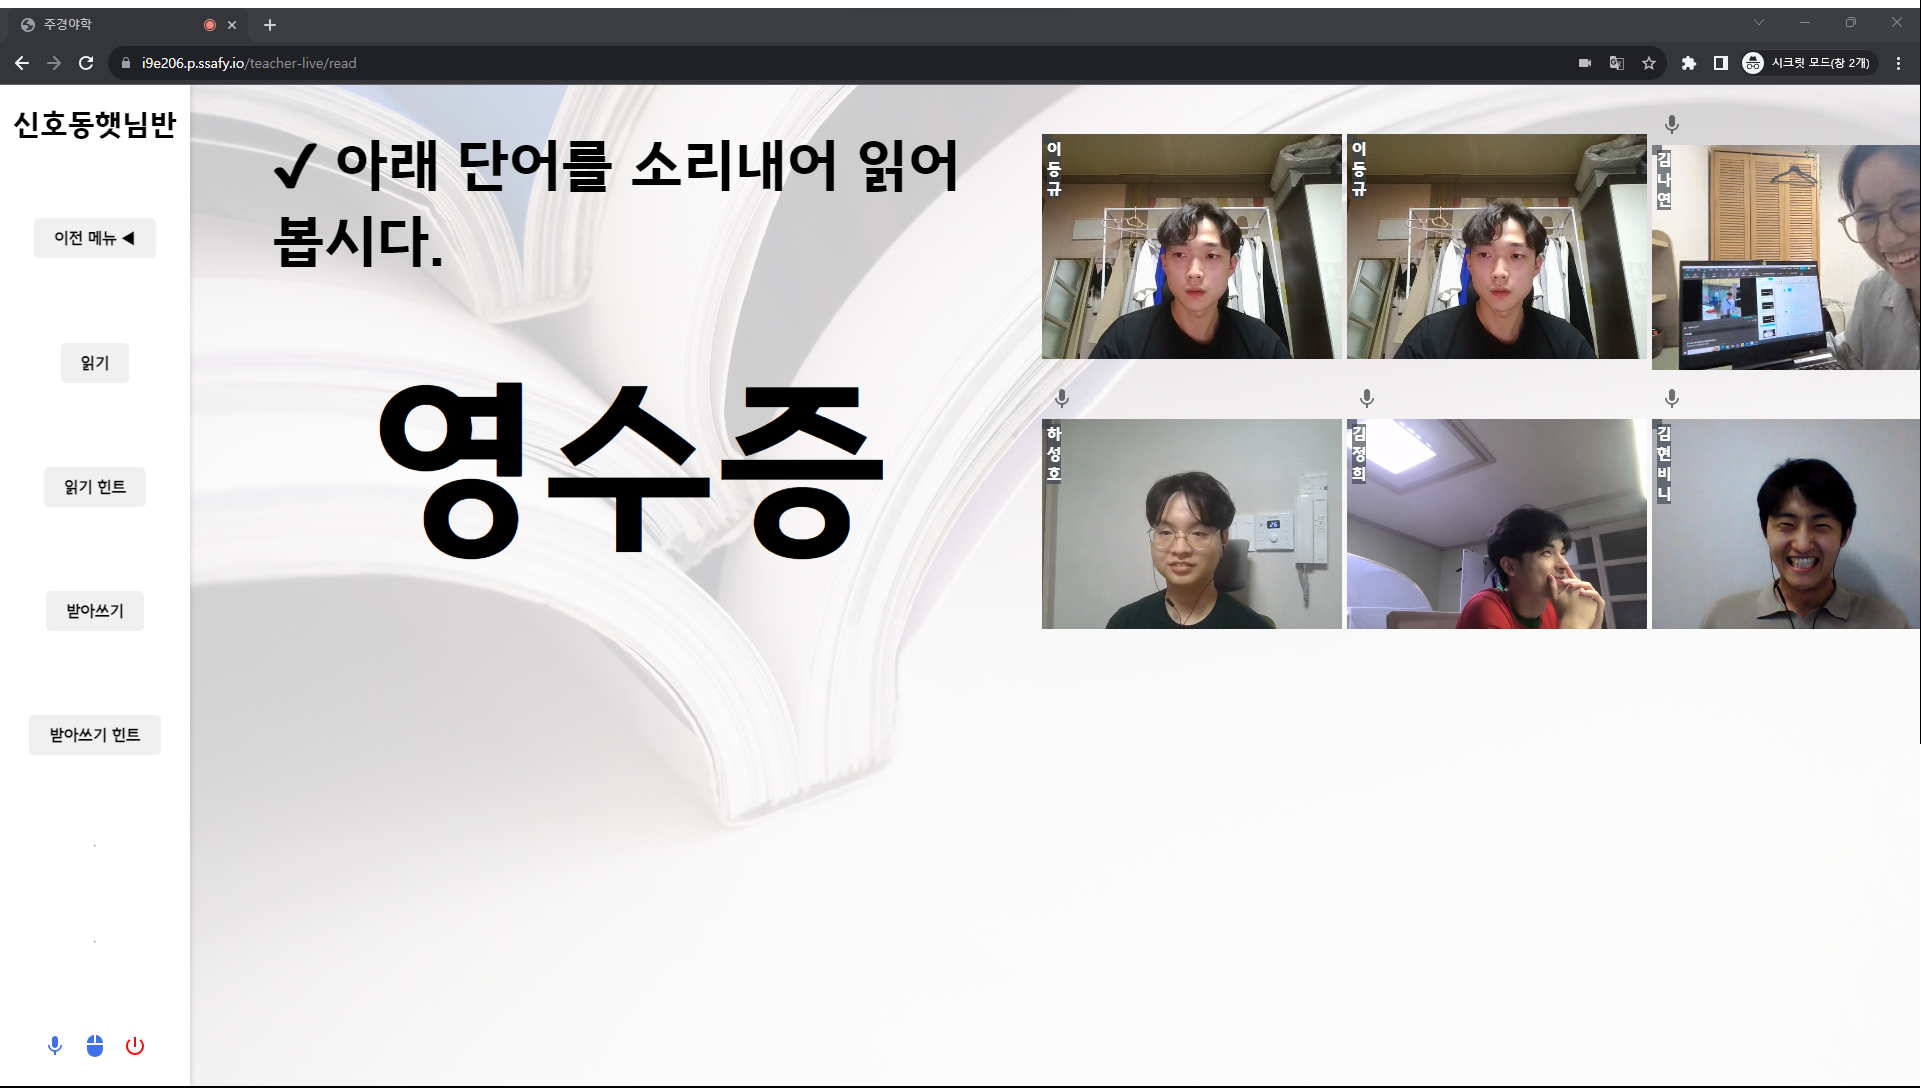 주경야학
i9e206.p.ssafy.io/teacher-live/read
시크릿 모드(창 2개)
신호동햇님반
이전 메뉴 ◀
읽기
읽기 힌트
받아쓰기
받아쓰기 힌트
✓ 아래 단어를 소리내어 읽어
봅시다.
영수증
이동규
이동규
김나연
하성호
김정희
김현비니
26